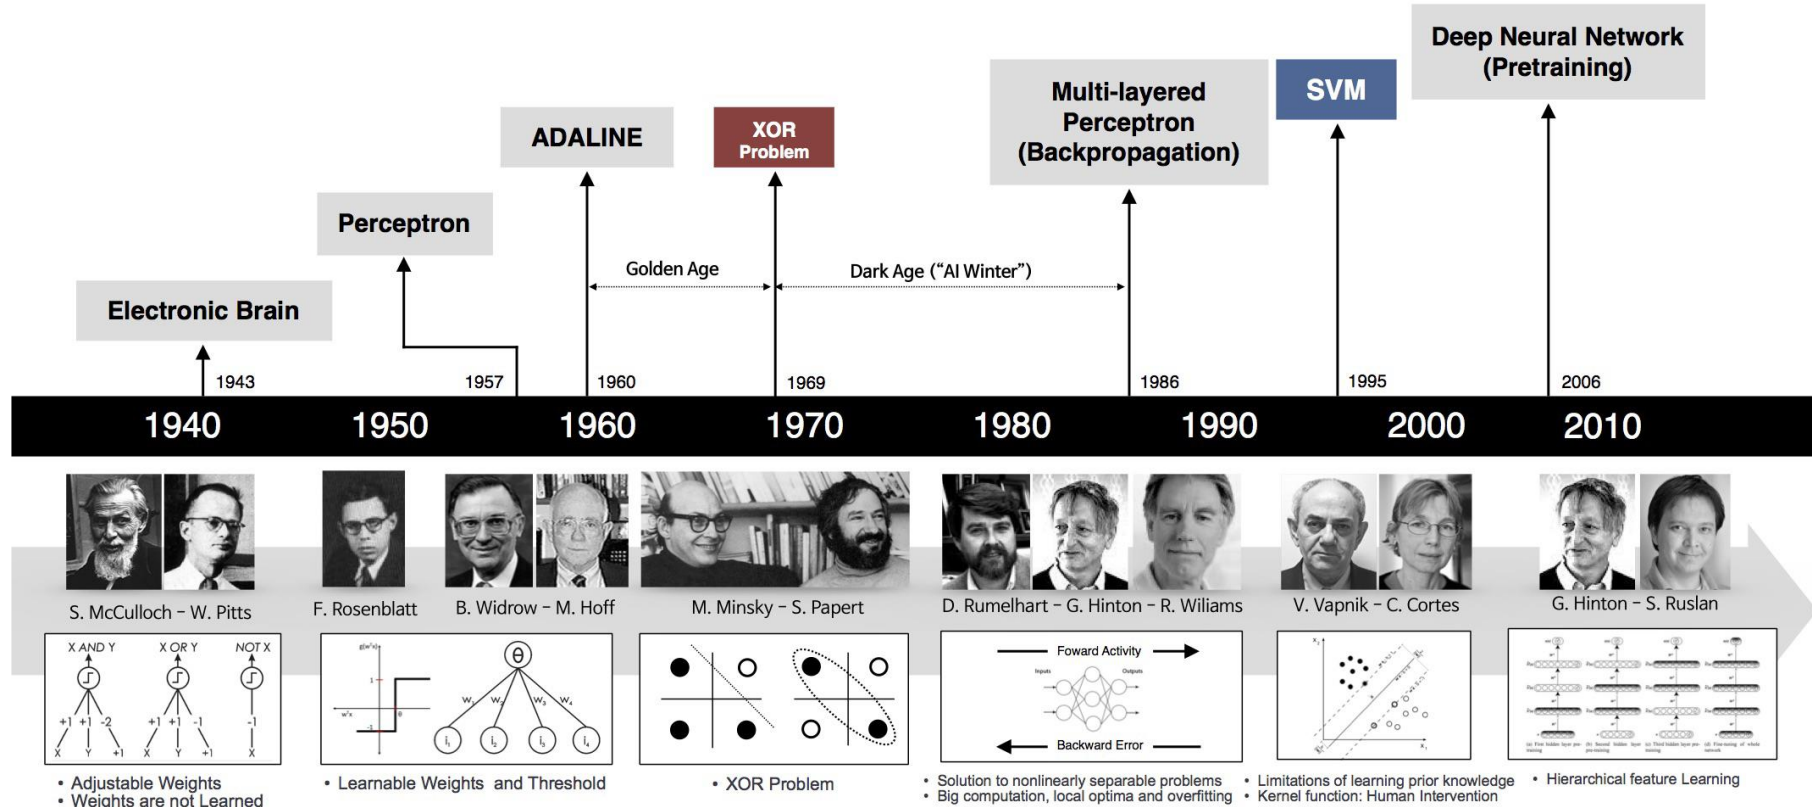 Deep Neural Network
(Pretraining)
Multi-layered
Perceptron
(Backpropagation)
SVM
ADALINE
XOR
Problem
Perceptron
Golden Age
Dark Age ("AI Winter")
Electronic Brain
1943
1957
1960
1969
1986
1995
2006
1940
1950
1960
1970
1980
1990
2000
2010
S. McCulloch – W. Pitts
F. Rosenblatt
B. Widrow – M. Hoff
M. Minsky – S. Papert
D. Rumelhart – G. Hinton – R. Wiliams
V. Vapnik – C. Cortes
G. Hinton – S. Ruslan
X AND Y
X OR Y
NOT X
+1 +1 -2
+1 +1 -1
-1
X Y +1
X Y +1
X
1
-1
θ
θ
W1 W2 W3 W4
i1 i2 i3 i4
Foward Activity
Inputs
Outputs
Backward Error
• Adjustable Weights
• Weights are not Learned
• Learnable Weights and Threshold
• XOR Problem
• Solution to nonlinearly separable problems
• Big computation, local optima and overfitting
• Limitations of learning prior knowledge
• Kernel function: Human Intervention
• Hierarchical feature Learning